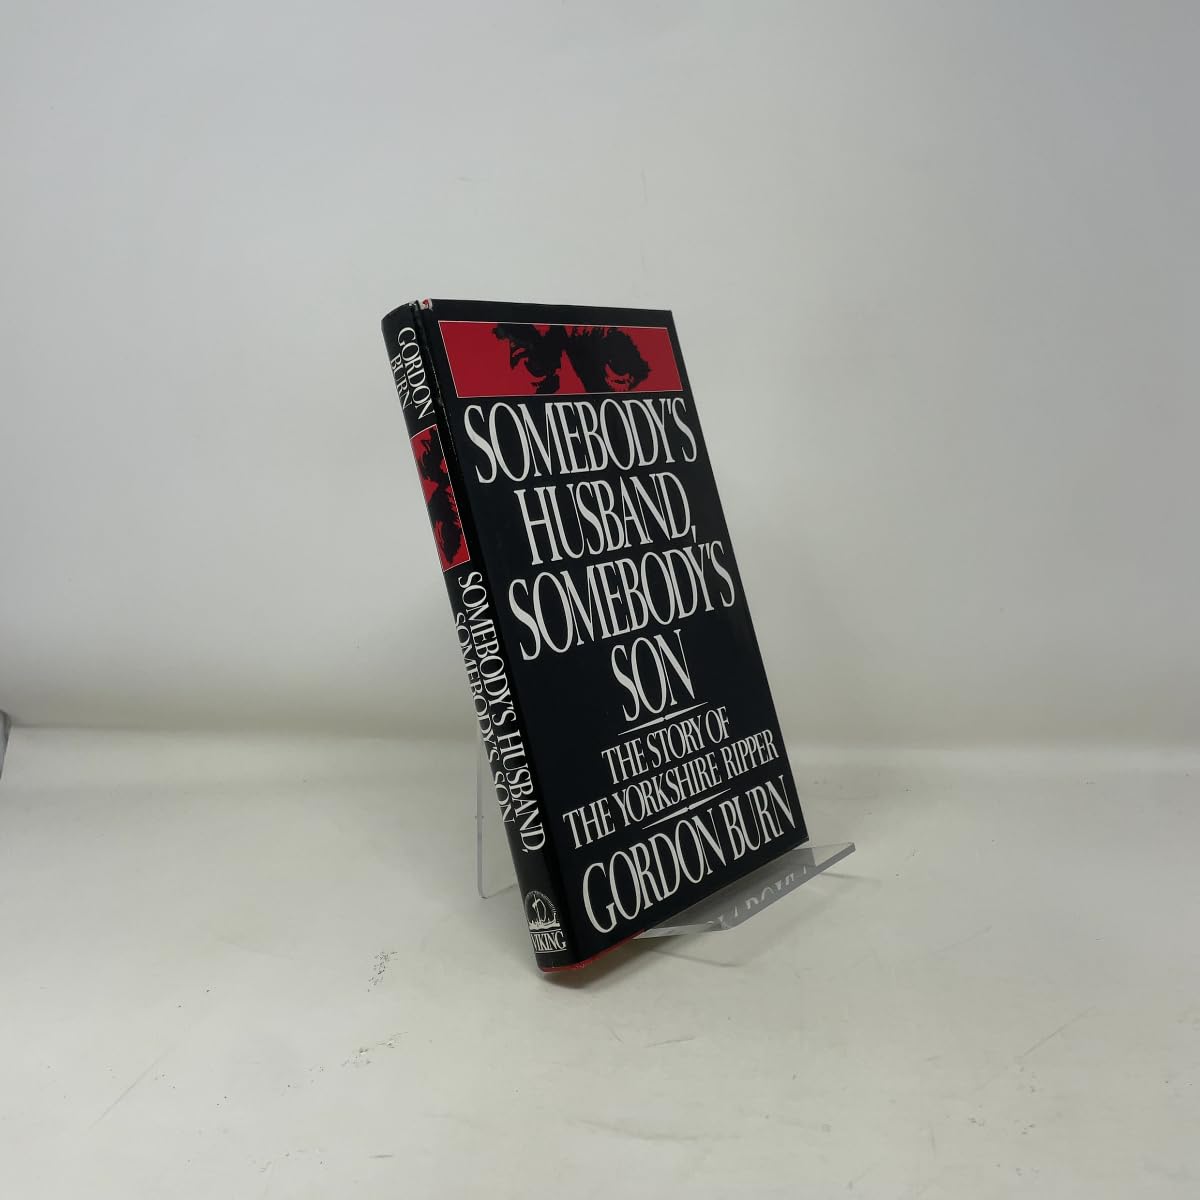 GORDON
BURN
SOMEBODY'S HUSBAND,
SOMEBODY'S SON
VIKING
SOMEBODY'S
HUSBAND,
SOMEBODY'S
SON
THE STORY OF
THE YORKSHIRE RIPPER
GORDON BURN